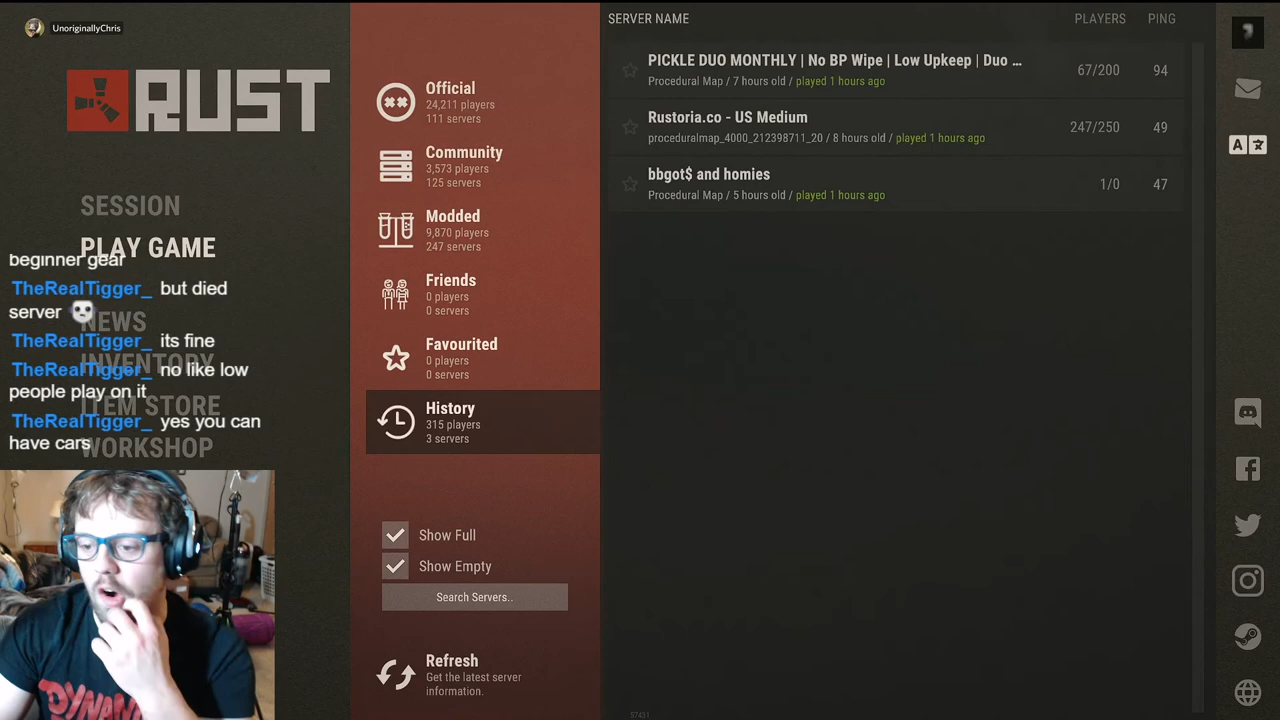 UnoriginallyChris
RUST
SESSION
PLAY GAME
NEWS
INVENTORY
ITEM STORE
WORKSHOP
beginner gear
TheRealTigger_ but died
server
TheRealTigger_ its fine
TheRealTigger_ no like low
people play on it
TheRealTigger_ yes you can
have cars
DYNAM
Official
24,211 players
111 servers
Community
3,573 players
125 servers
Modded
9,870 players
247 servers
Friends
0 players
0 servers
Favourited
0 players
0 servers
History
315 players
3 servers
Show Full
Show Empty
Search Servers..
Refresh
Get the latest server
information.
SERVER NAME PLAYERS PING
PICKLE DUO MONTHLY | No BP Wipe | Low Upkeep | Duo ... 67/200 94
Procedural Map / 7 hours old / played 1 hours ago
Rustoria.co - US Medium 247/250 49
proceduralmap_4000_212398711_20 / 8 hours old / played 1 hours ago
bbgot$ and homies 1/0 47
Procedural Map / 5 hours old / played 1 hours ago
57431
A